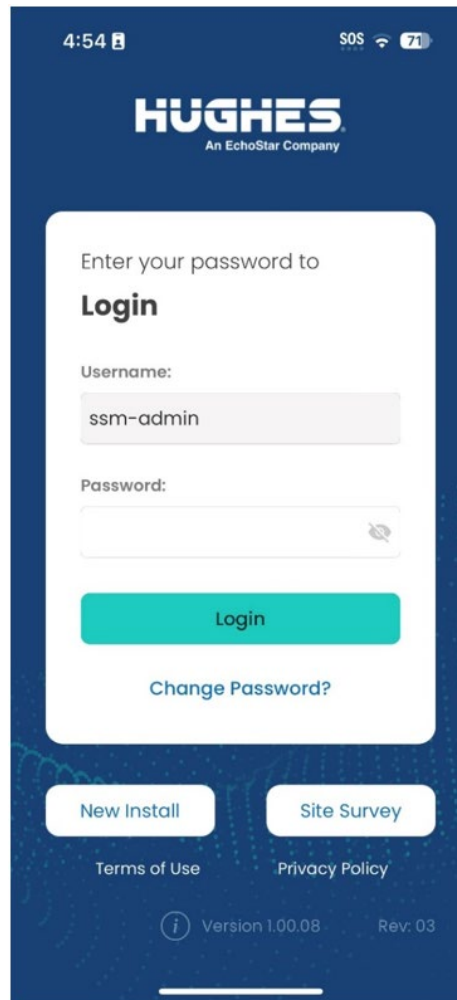 4:54 SOS 71
HUGHES.
An EchoStar Company
Enter your password to
Login
Username:
ssm-admin
Password:
Login
Change Password?
New Install Site Survey
Terms of Use Privacy Policy
i Version 1.00.08 Rev: 03